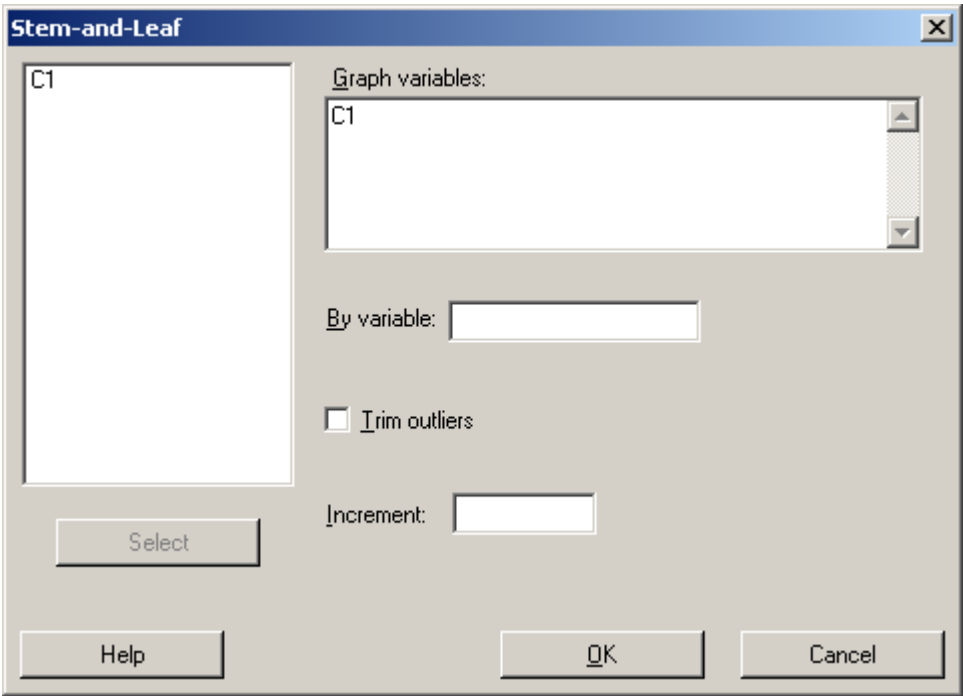 Stem-and-Leaf
C1
Graph variables:
C1
By variable:
Trim outliers
Increment:
Select
Help
OK
Cancel